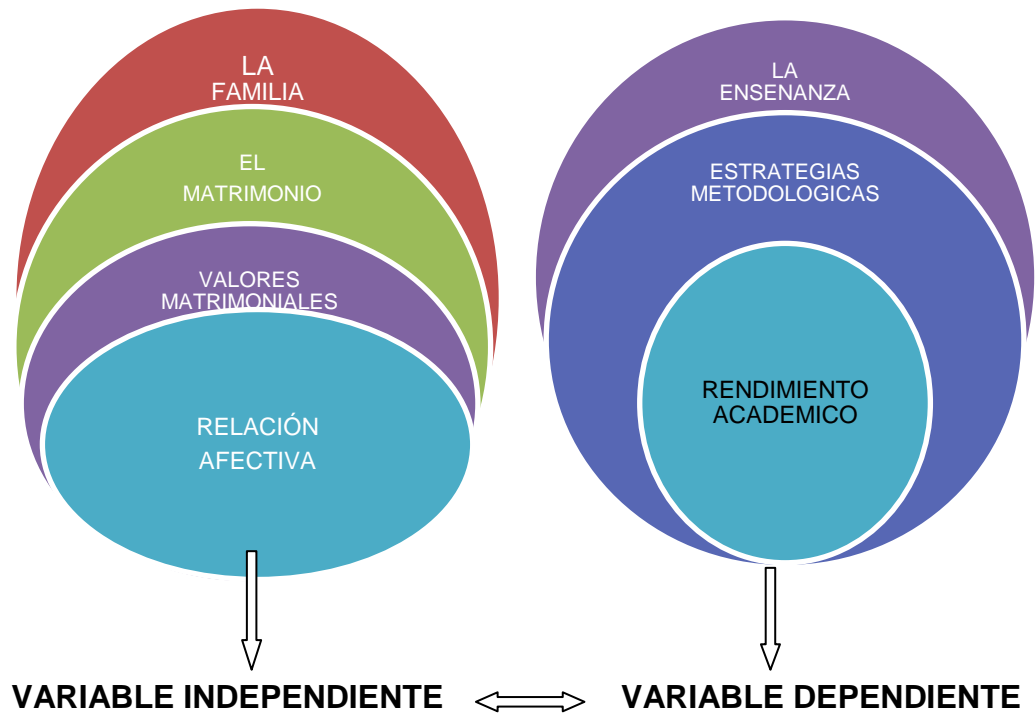 LA
FAMILIA
EL
MATRIMONIO
VALORES
MATRIMONIALES
RELACIÓN
AFECTIVA
LA
ENSENANZA
ESTRATEGIAS
METODOLOGICAS
RENDIMIENTO
ACADEMICO
VARIABLE INDEPENDIENTE
VARIABLE DEPENDIENTE